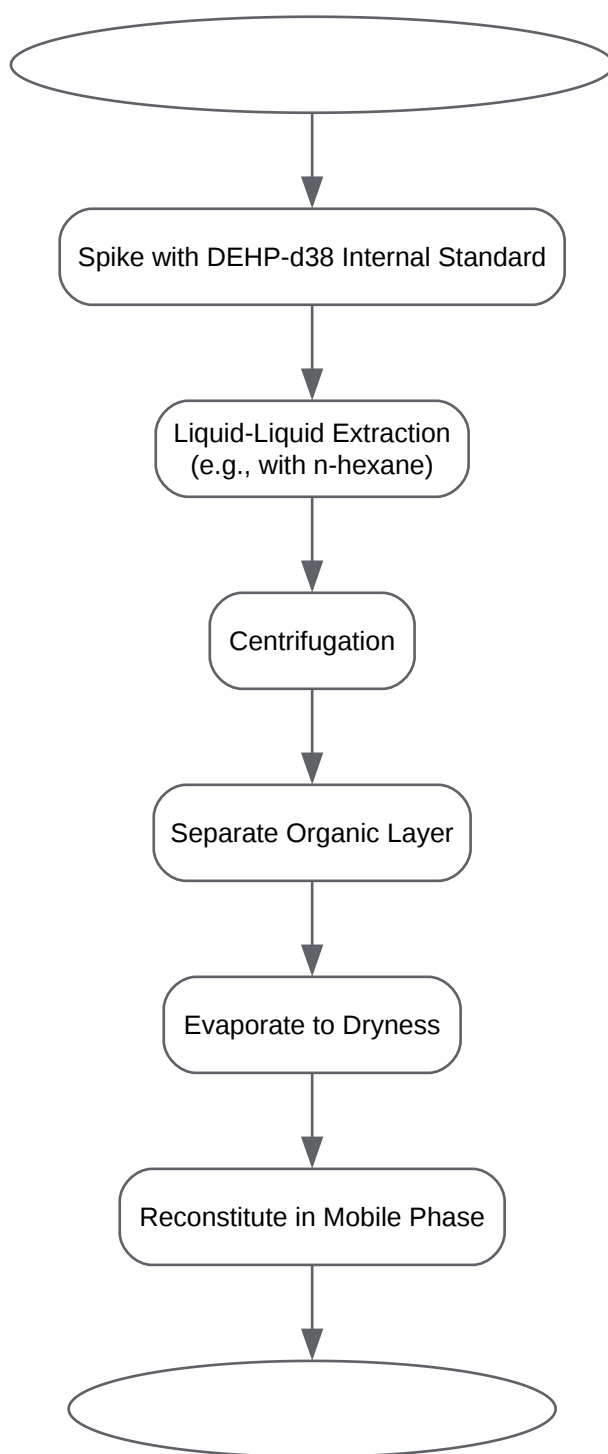 Spike with DEHP-d38 Internal Standard
Liquid-Liquid Extraction
(e.g., with n-hexane)
Centrifugation
Separate Organic Layer
Evaporate to Dryness
Reconstitute in Mobile Phase